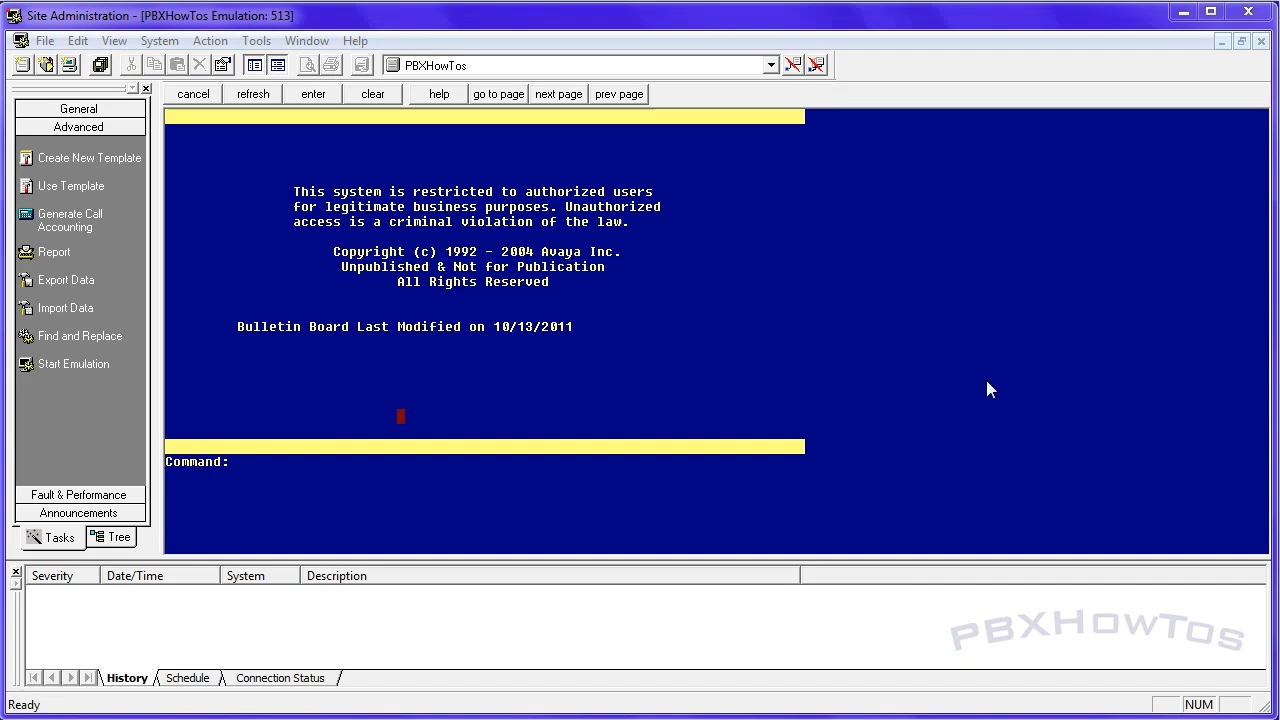 Site Administration - [PBXHowTos Emulation: 513]
File Edit View System Action Tools Window Help
PBXHowTos
cancel refresh enter clear help go to page next page prev page
General
Advanced
Create New Template
Use Template
Generate Call
Accounting
Report
Export Data
Import Data
Find and Replace
Start Emulation
Fault & Performance
Announcements
Tasks Tree
This system is restricted to authorized users
for legitimate business purposes. Unauthorized
access is a criminal violation of the law.
Copyright (c) 1992 - 2004 Avaya Inc.
Unpublished & Not for Publication
All Rights Reserved
Bulletin Board Last Modified on 10/13/2011
Command:
Severity Date/Time System Description
PBXHowTos
History Schedule Connection Status
Ready NUM